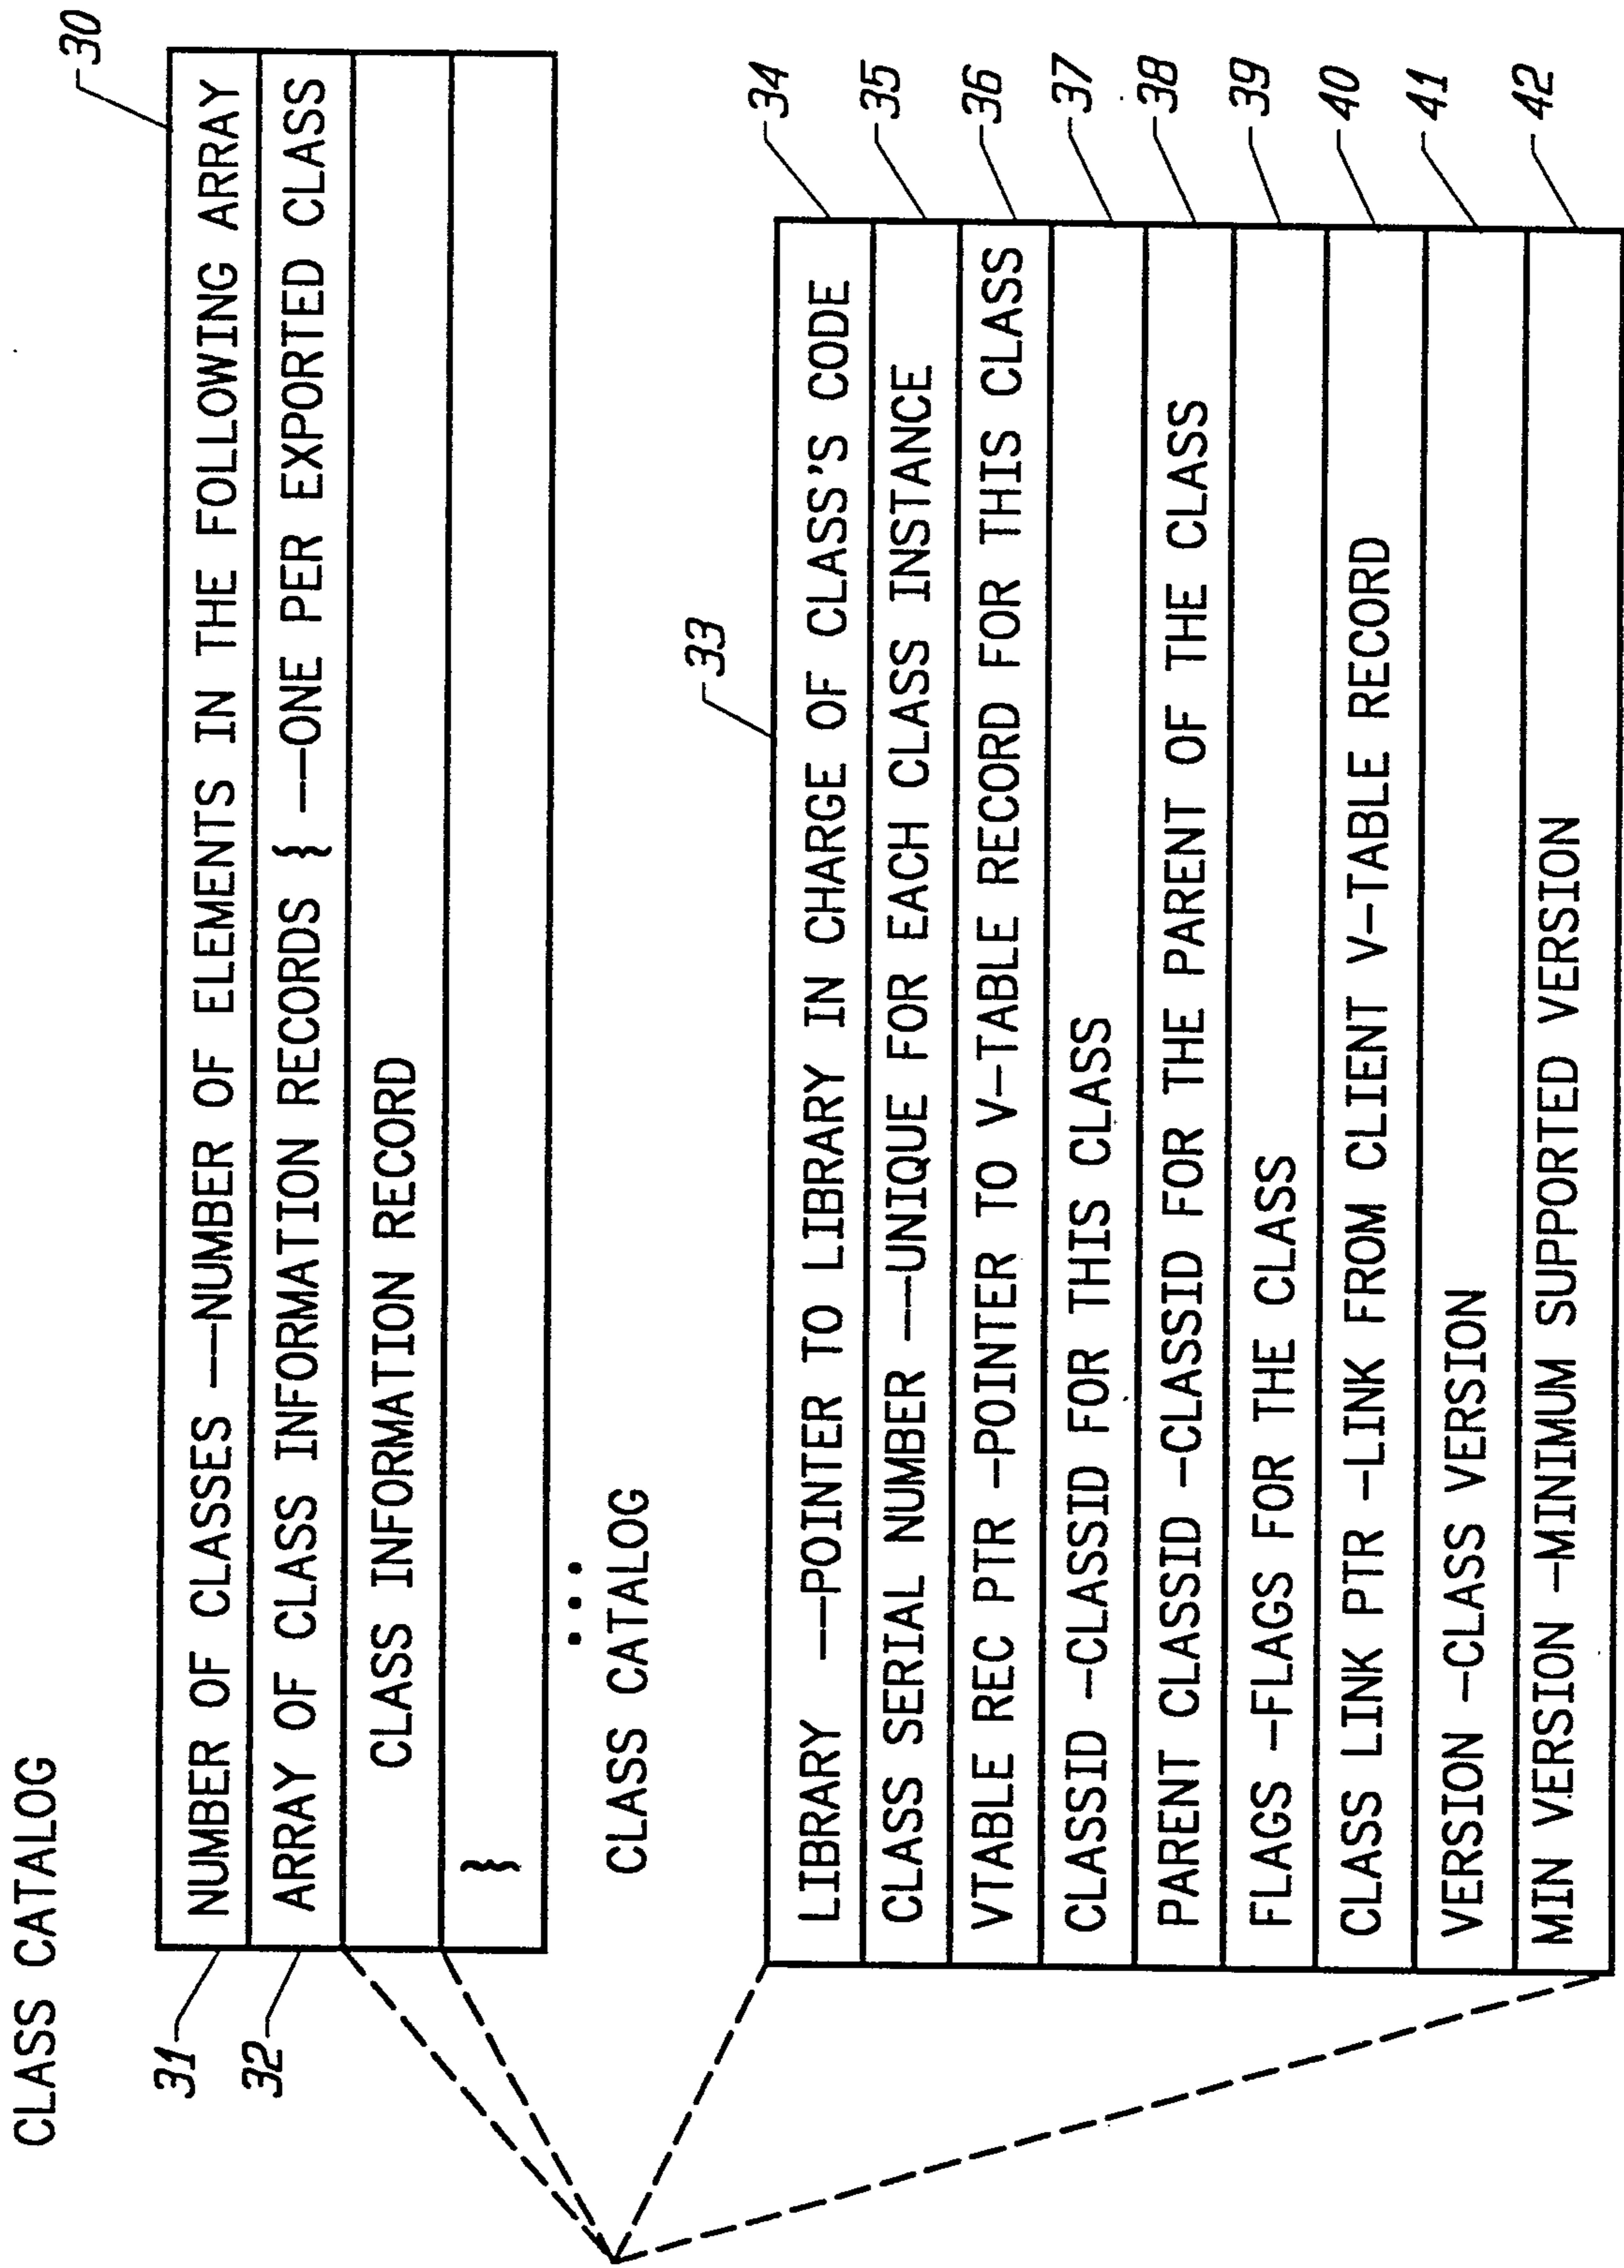 CLASS CATALOG
30
31
NUMBER OF CLASSES --NUMBER OF ELEMENTS IN THE FOLLOWING ARRAY
32
ARRAY OF CLASS INFORMATION RECORDS { --ONE PER EXPORTED CLASS
CLASS INFORMATION RECORD
}
...
CLASS CATALOG
33
LIBRARY --POINTER TO LIBRARY IN CHARGE OF CLASS'S CODE 34
CLASS SERIAL NUMBER --UNIQUE FOR EACH CLASS INSTANCE 35
VTABLE REC PTR -POINTER TO V-TABLE RECORD FOR THIS CLASS 36
CLASSID -CLASSID FOR THIS CLASS 37
PARENT CLASSID -CLASSID FOR THE PARENT OF THE CLASS 38
FLAGS -FLAGS FOR THE CLASS 39
CLASS LINK PTR -LINK FROM CLIENT V-TABLE RECORD 40
VERSION -CLASS VERSION 41
MIN VERSION -MINIMUM SUPPORTED VERSION 42